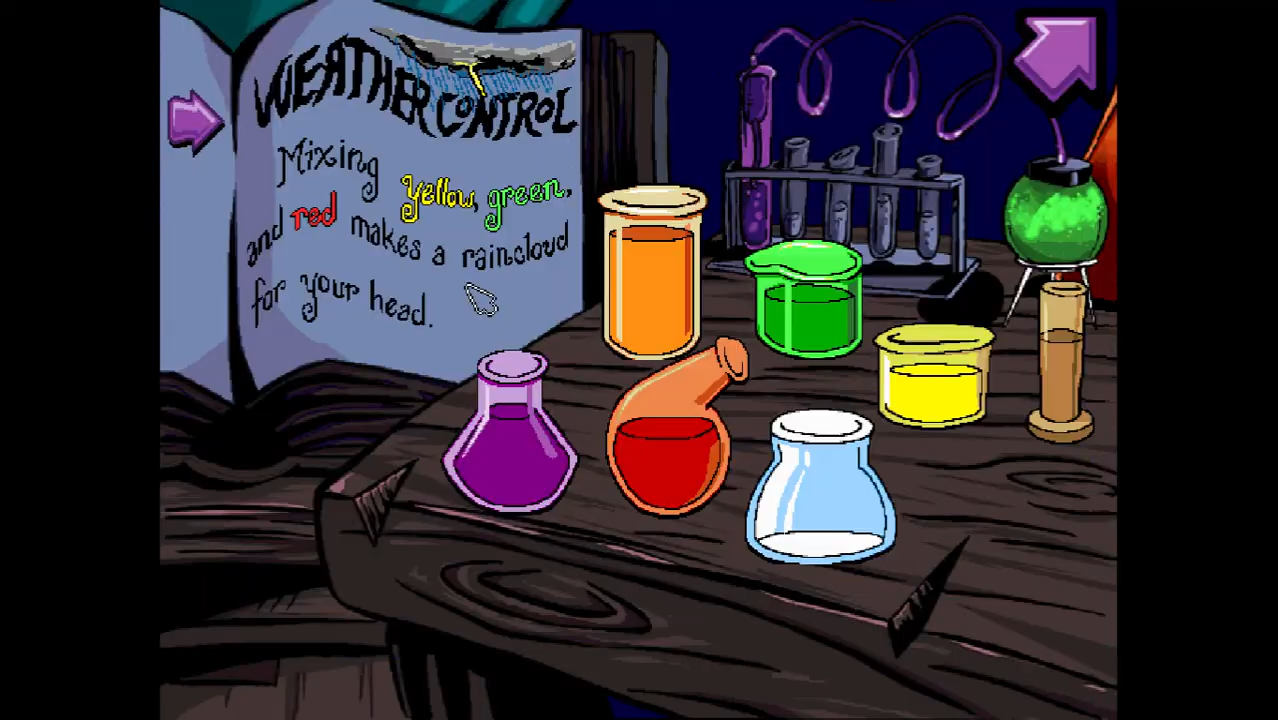 WEATHER
CONTROL
Mixing yellow, green,
and red makes a raincloud
for your head.